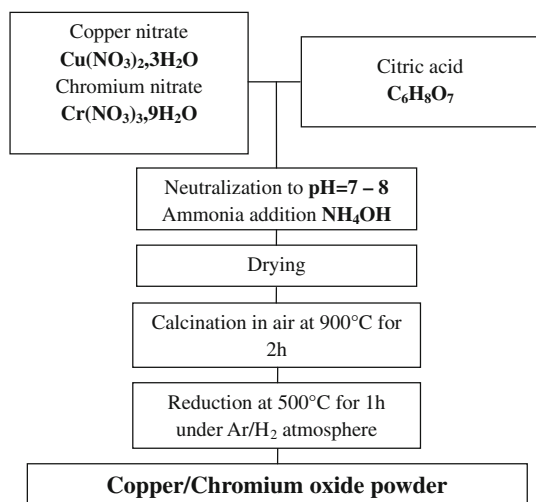 Copper nitrate
Cu(NO₃)₂,3H₂O
Chromium nitrate
Cr(NO₃)₃,9H₂O
Citric acid
C₆H₈O₇
Neutralization to pH=7 – 8
Ammonia addition NH₄OH
Drying
Calcination in air at 900°C for
2h
Reduction at 500°C for 1h
under Ar/H₂ atmosphere
Copper/Chromium oxide powder